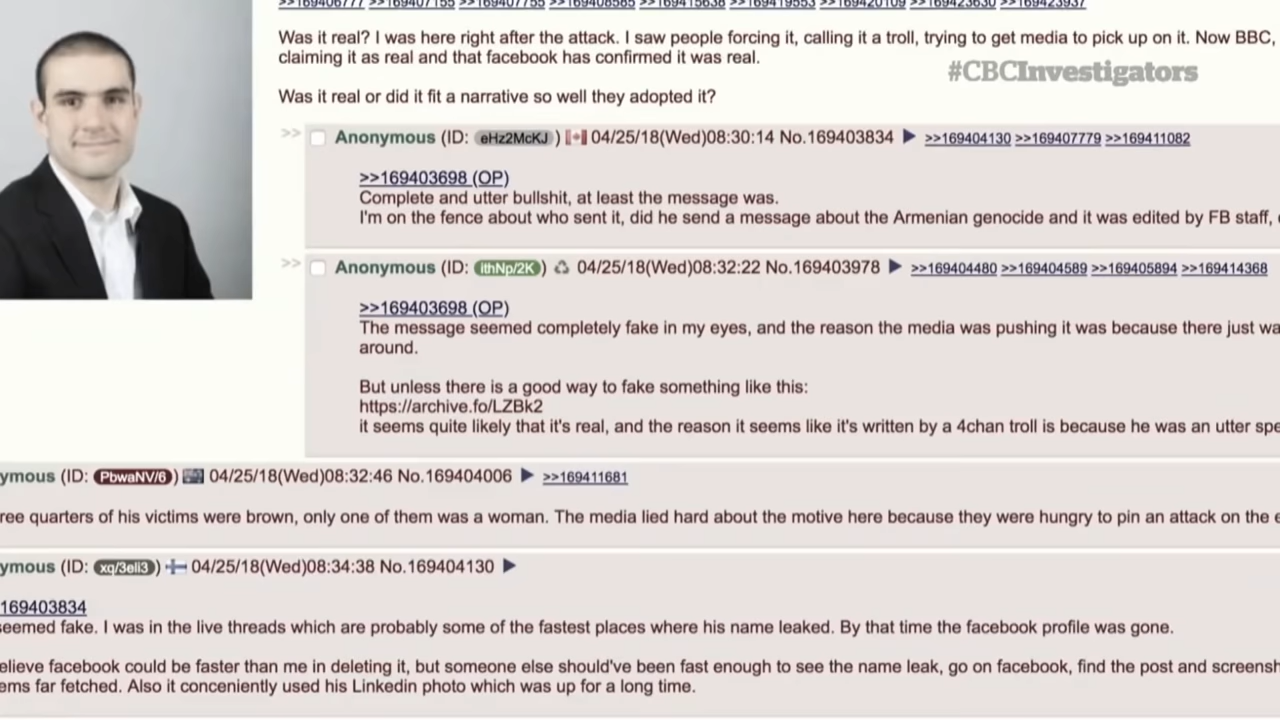 >>169406777 >>169407155 >>169407755 >>169408585 >>169415638 >>169419553 >>169420109 >>169423630 >>169423937
Was it real? I was here right after the attack. I saw people forcing it, calling it a troll, trying to get media to pick up on it. Now BBC,
claiming it as real and that facebook has confirmed it was real.
#CBCInvestigators
Was it real or did it fit a narrative so well they adopted it?
>> Anonymous (ID: eHz2McKJ) 04/25/18(Wed)08:30:14 No.169403834 ▶ >>169404130 >>169407779 >>169411082
>>169403698 (OP)
Complete and utter bullshit, at least the message was.
I'm on the fence about who sent it, did he send a message about the Armenian genocide and it was edited by FB staff,
>> Anonymous (ID: ithNp/2K) 04/25/18(Wed)08:32:22 No.169403978 ▶ >>169404480 >>169404589 >>169405894 >>169414368
>>169403698 (OP)
The message seemed completely fake in my eyes, and the reason the media was pushing it was because there just wa
around.
But unless there is a good way to fake something like this:
https://archive.fo/LZBk2
it seems quite likely that it's real, and the reason it seems like it's written by a 4chan troll is because he was an utter spe
ymous (ID: PbwaNV/6) 04/25/18(Wed)08:32:46 No.169404006 ▶ >>169411681
ree quarters of his victims were brown, only one of them was a woman. The media lied hard about the motive here because they were hungry to pin an attack on the e
ymous (ID: xq/3eli3) 04/25/18(Wed)08:34:38 No.169404130 ▶
169403834
seemed fake. I was in the live threads which are probably some of the fastest places where his name leaked. By that time the facebook profile was gone.
elieve facebook could be faster than me in deleting it, but someone else should've been fast enough to see the name leak, go on facebook, find the post and screensh
ems far fetched. Also it conceniently used his Linkedin photo which was up for a long time.